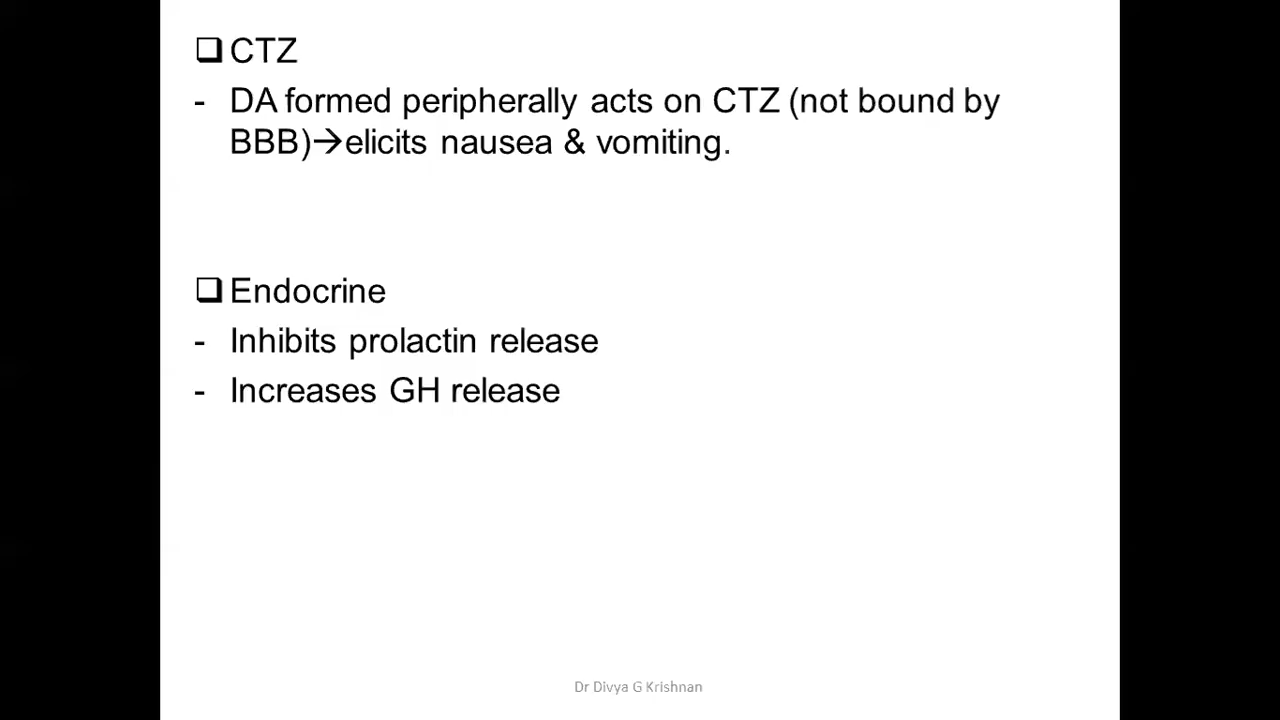 ❑ CTZ
- DA formed peripherally acts on CTZ (not bound by
BBB)→elicits nausea & vomiting.
❑ Endocrine
- Inhibits prolactin release
- Increases GH release
Dr Divya G Krishnan